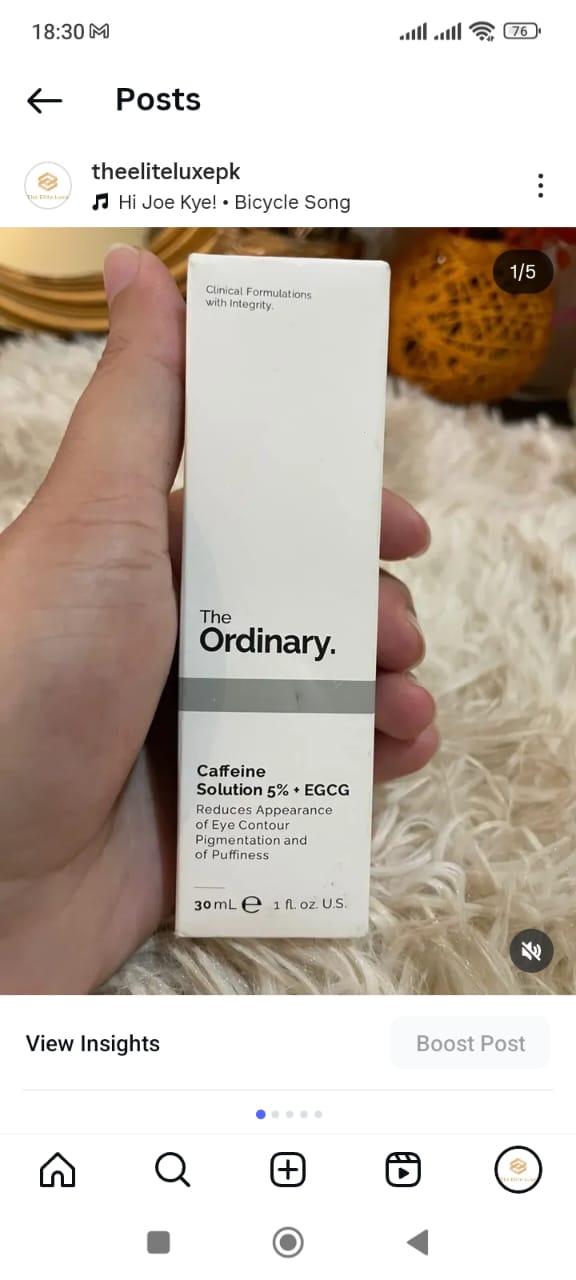 18:30
76
Posts
theeliteluxepk
Hi Joe Kye! • Bicycle Song
1/5
Clinical Formulations
with Integrity.
The
Ordinary.
Caffeine
Solution 5% + EGCG
Reduces Appearance
of Eye Contour
Pigmentation and
of Puffiness
30 mL e 1 fl. oz. U.S.
View Insights
Boost Post